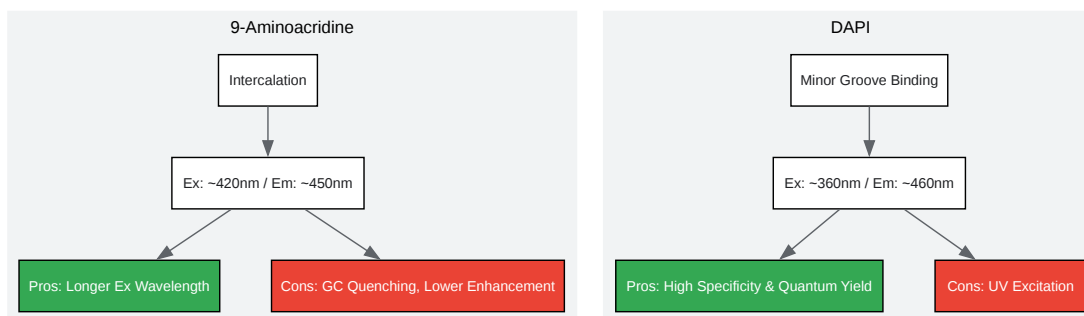 9-Aminoacridine
Intercalation
Ex: ~420nm / Em: ~450nm
Pros: Longer Ex Wavelength
Cons: GC Quenching, Lower Enhancement
DAPI
Minor Groove Binding
Ex: ~360nm / Em: ~460nm
Pros: High Specificity & Quantum Yield
Cons: UV Excitation